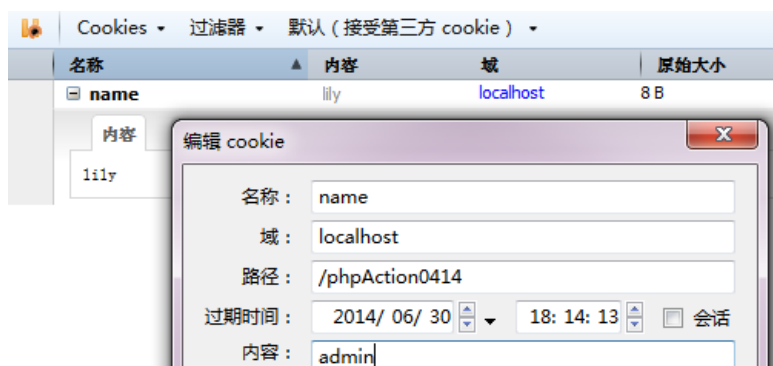 Cookies 过滤器 默认（接受第三方 cookie）
名称 内容 域 原始大小
name lily localhost 8 B
内容
lily
编辑 cookie
名称： name
域： localhost
路径： /phpAction0414
过期时间： 2014/ 06/ 30 18: 14: 13 会话
内容： admin